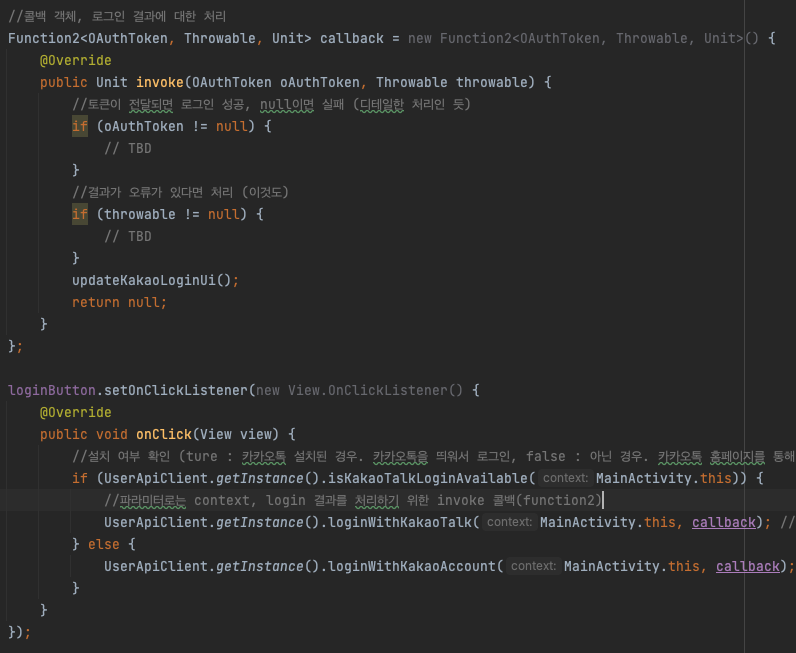 //콜백 객체, 로그인 결과에 대한 처리
Function2<OAuthToken, Throwable, Unit> callback = new Function2<OAuthToken, Throwable, Unit>() {
@Override
public Unit invoke(OAuthToken oAuthToken, Throwable throwable) {
//토큰이 전달되면 로그인 성공, null이면 실패 (디테일한 처리인 듯)
if (oAuthToken != null) {
// TBD
}
//결과가 오류가 있다면 처리 (이것도)
if (throwable != null) {
// TBD
}
updateKakaoLoginUi();
return null;
}
};
loginButton.setOnClickListener(new View.OnClickListener() {
@Override
public void onClick(View view) {
//설치 여부 확인 (ture : 카카오톡 설치된 경우. 카카오톡을 띄워서 로그인, false : 아닌 경우. 카카오톡 홈페이지를 통해
if (UserApiClient.getInstance().isKakaoTalkLoginAvailable( context: MainActivity.this)) {
//파라미터로는 context, login 결과를 처리하기 위한 invoke 콜백(function2)
UserApiClient.getInstance().loginWithKakaoTalk( context: MainActivity.this, callback); //
} else {
UserApiClient.getInstance().loginWithKakaoAccount( context: MainActivity.this, callback);
}
}
});